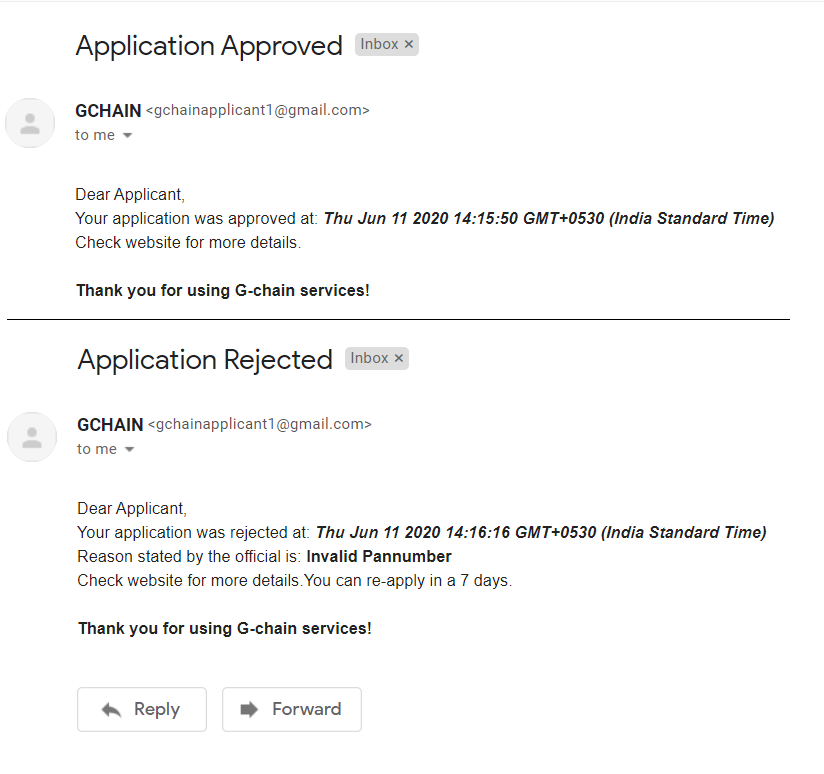 Application Approved Inbox ×
GCHAIN <gchainapplicant1@gmail.com>
to me
Dear Applicant,
Your application was approved at: Thu Jun 11 2020 14:15:50 GMT+0530 (India Standard Time)
Check website for more details.
Thank you for using G-chain services!
Application Rejected Inbox ×
GCHAIN <gchainapplicant1@gmail.com>
to me
Dear Applicant,
Your application was rejected at: Thu Jun 11 2020 14:16:16 GMT+0530 (India Standard Time)
Reason stated by the official is: Invalid Pannumber
Check website for more details.You can re-apply in a 7 days.
Thank you for using G-chain services!
Reply Forward